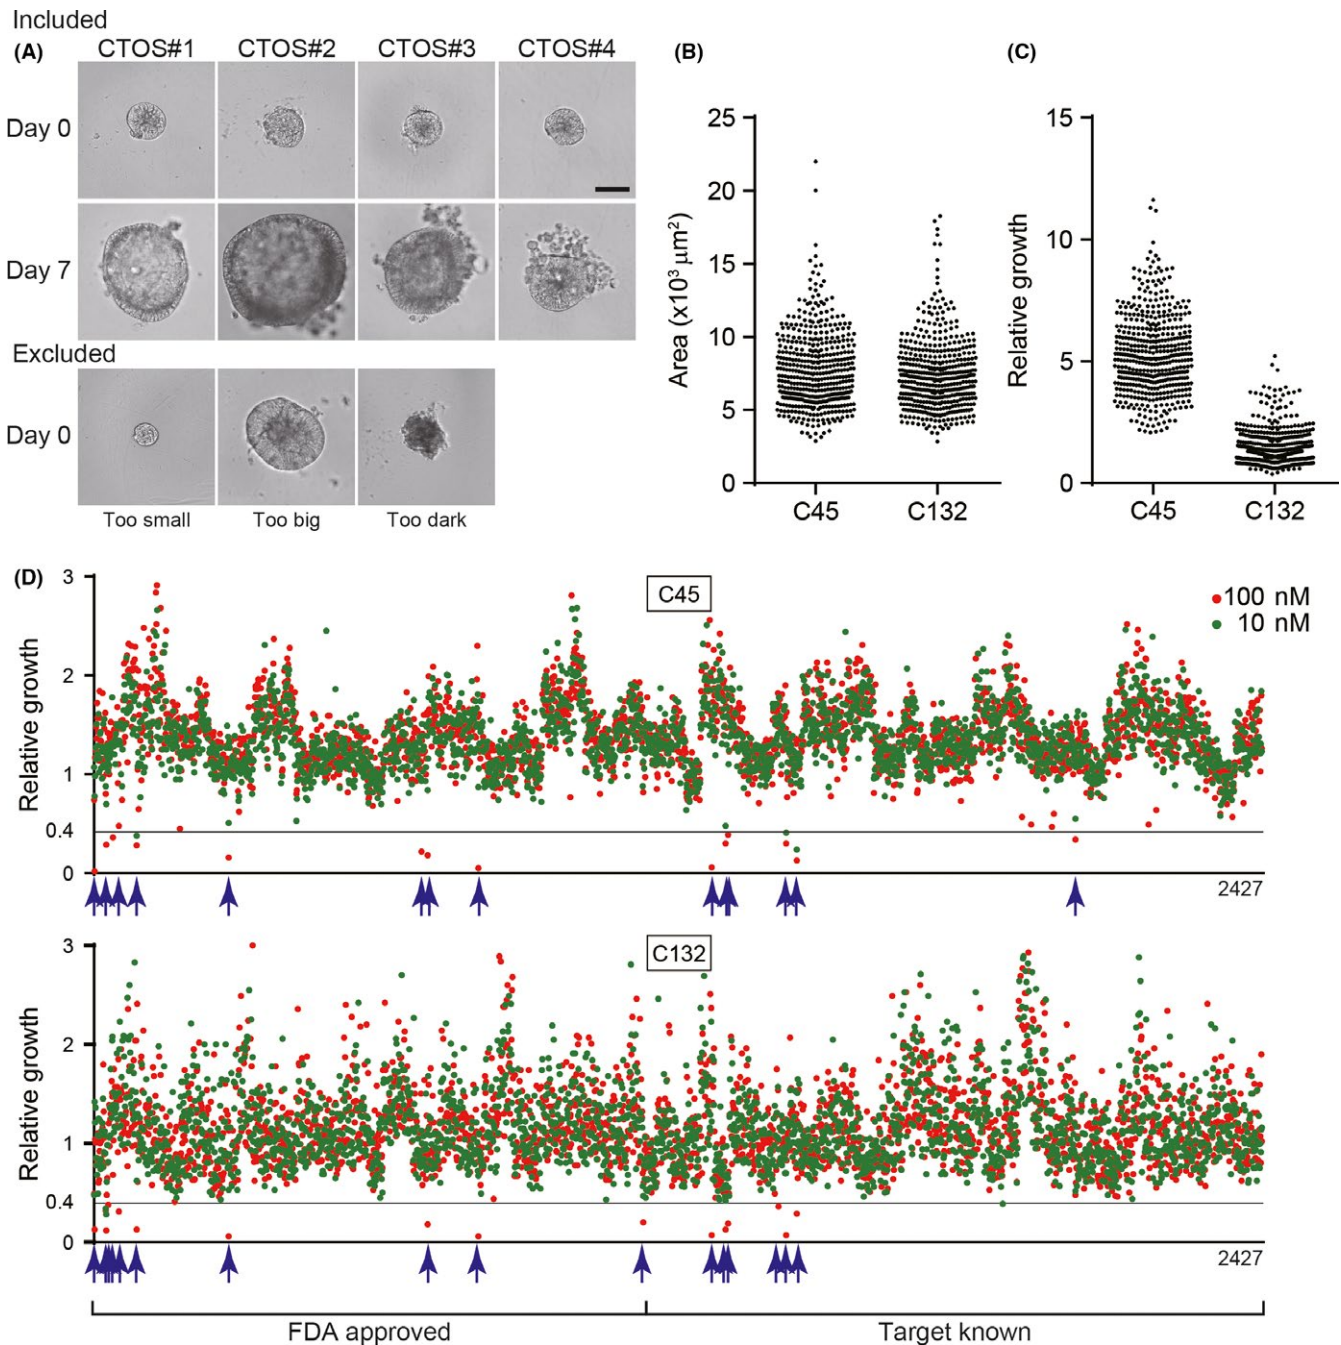 Included
(A)
CTOS#1 CTOS#2 CTOS#3 CTOS#4
Day 0
Day 7
Excluded
Day 0
Too small Too big Too dark
(B)
Area (x10³ µm²)
25
20
15
10
5
0
C45 C132
(C)
Relative growth
15
10
5
0
C45 C132
(D)
C45
100 nM
10 nM
Relative growth
3
2
1
0.4
0
2427
C132
Relative growth
3
2
1
0.4
0
2427
FDA approved Target known